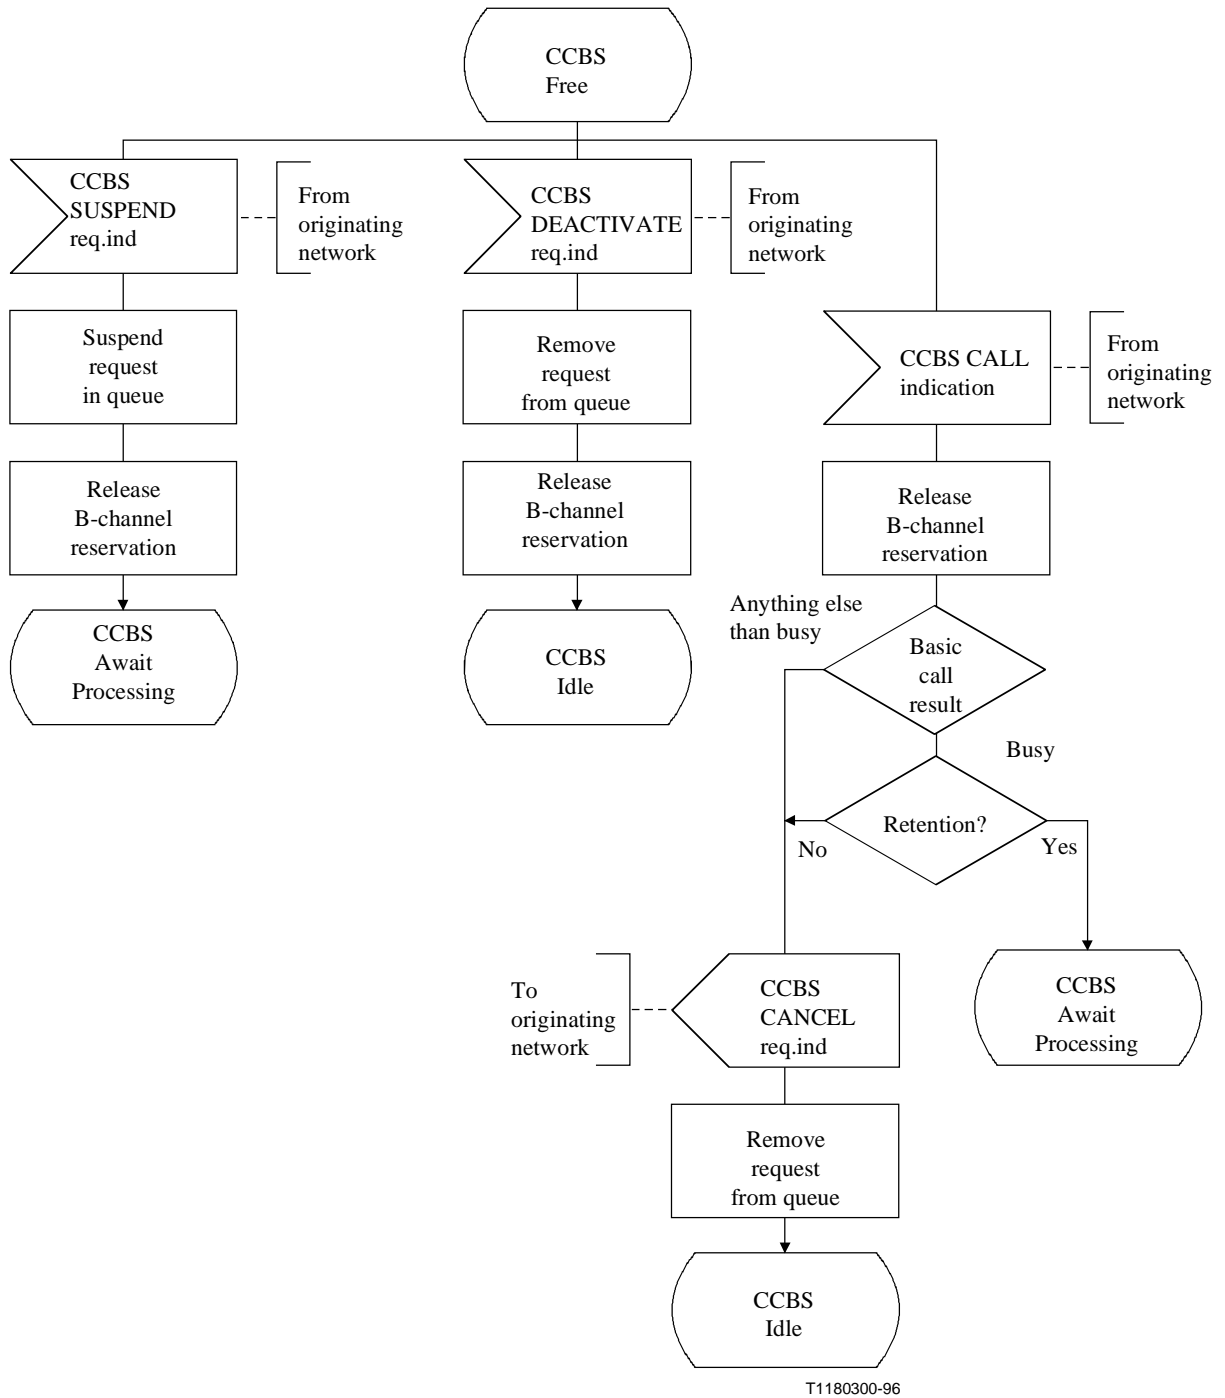 CCBS
Free
CCBS
SUSPEND
req.ind
From
originating
network
CCBS
DEACTIVATE
req.ind
From
originating
network
Suspend
request
in queue
Remove
request
from queue
CCBS CALL
indication
From
originating
network
Release
B-channel
reservation
Release
B-channel
reservation
Release
B-channel
reservation
CCBS
Await
Processing
CCBS
Idle
Anything else
than busy
Basic
call
result
Busy
Retention?
No
Yes
To
originating
network
CCBS
CANCEL
req.ind
CCBS
Await
Processing
Remove
request
from queue
CCBS
Idle
T1180300-96